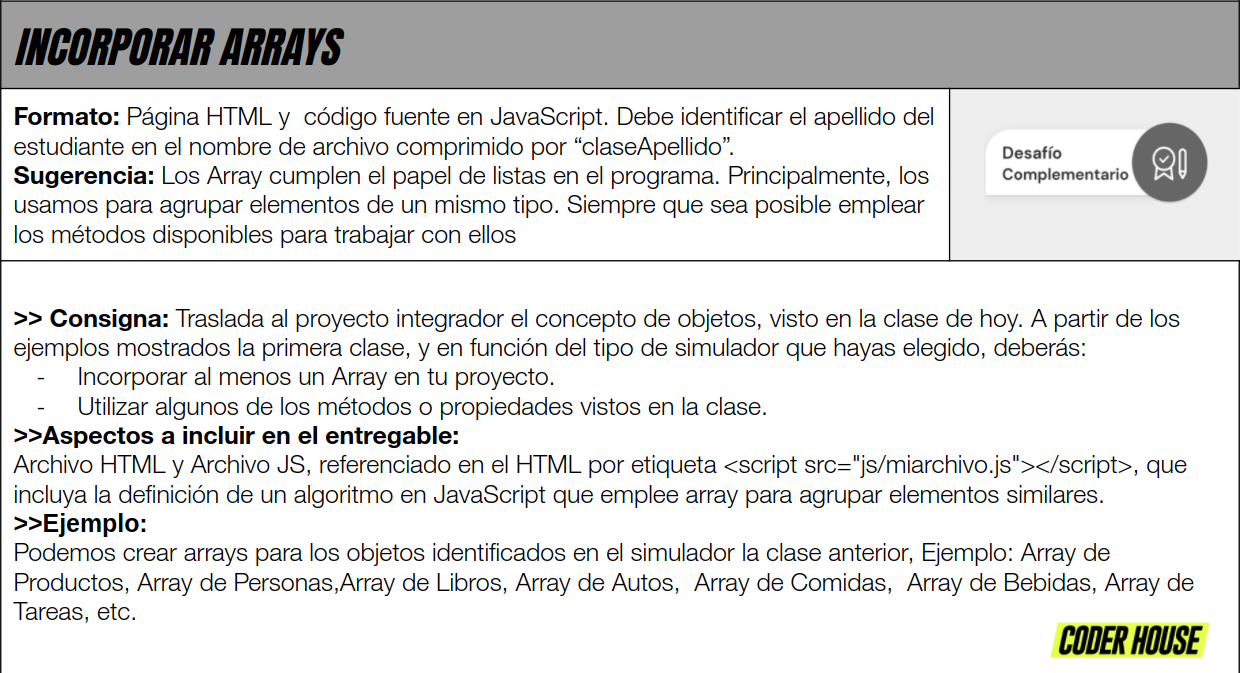 INCORPORAR ARRAYS
Formato: Página HTML y  código fuente en JavaScript. Debe identificar el apellido del
estudiante en el nombre de archivo comprimido por “claseApellido”.
Sugerencia: Los Array cumplen el papel de listas en el programa. Principalmente, los
usamos para agrupar elementos de un mismo tipo. Siempre que sea posible emplear
los métodos disponibles para trabajar con ellos
Desafío
Complementario
>> Consigna: Traslada al proyecto integrador el concepto de objetos, visto en la clase de hoy. A partir de los
ejemplos mostrados la primera clase, y en función del tipo de simulador que hayas elegido, deberás:
- Incorporar al menos un Array en tu proyecto.
- Utilizar algunos de los métodos o propiedades vistos en la clase.
>>Aspectos a incluir en el entregable:
Archivo HTML y Archivo JS, referenciado en el HTML por etiqueta <script src="js/miarchivo.js"></script>, que
incluya la definición de un algoritmo en JavaScript que emplee array para agrupar elementos similares.
>>Ejemplo:
Podemos crear arrays para los objetos identificados en el simulador la clase anterior, Ejemplo: Array de
Productos, Array de Personas,Array de Libros, Array de Autos,  Array de Comidas,  Array de Bebidas, Array de
Tareas, etc.
CODER HOUSE